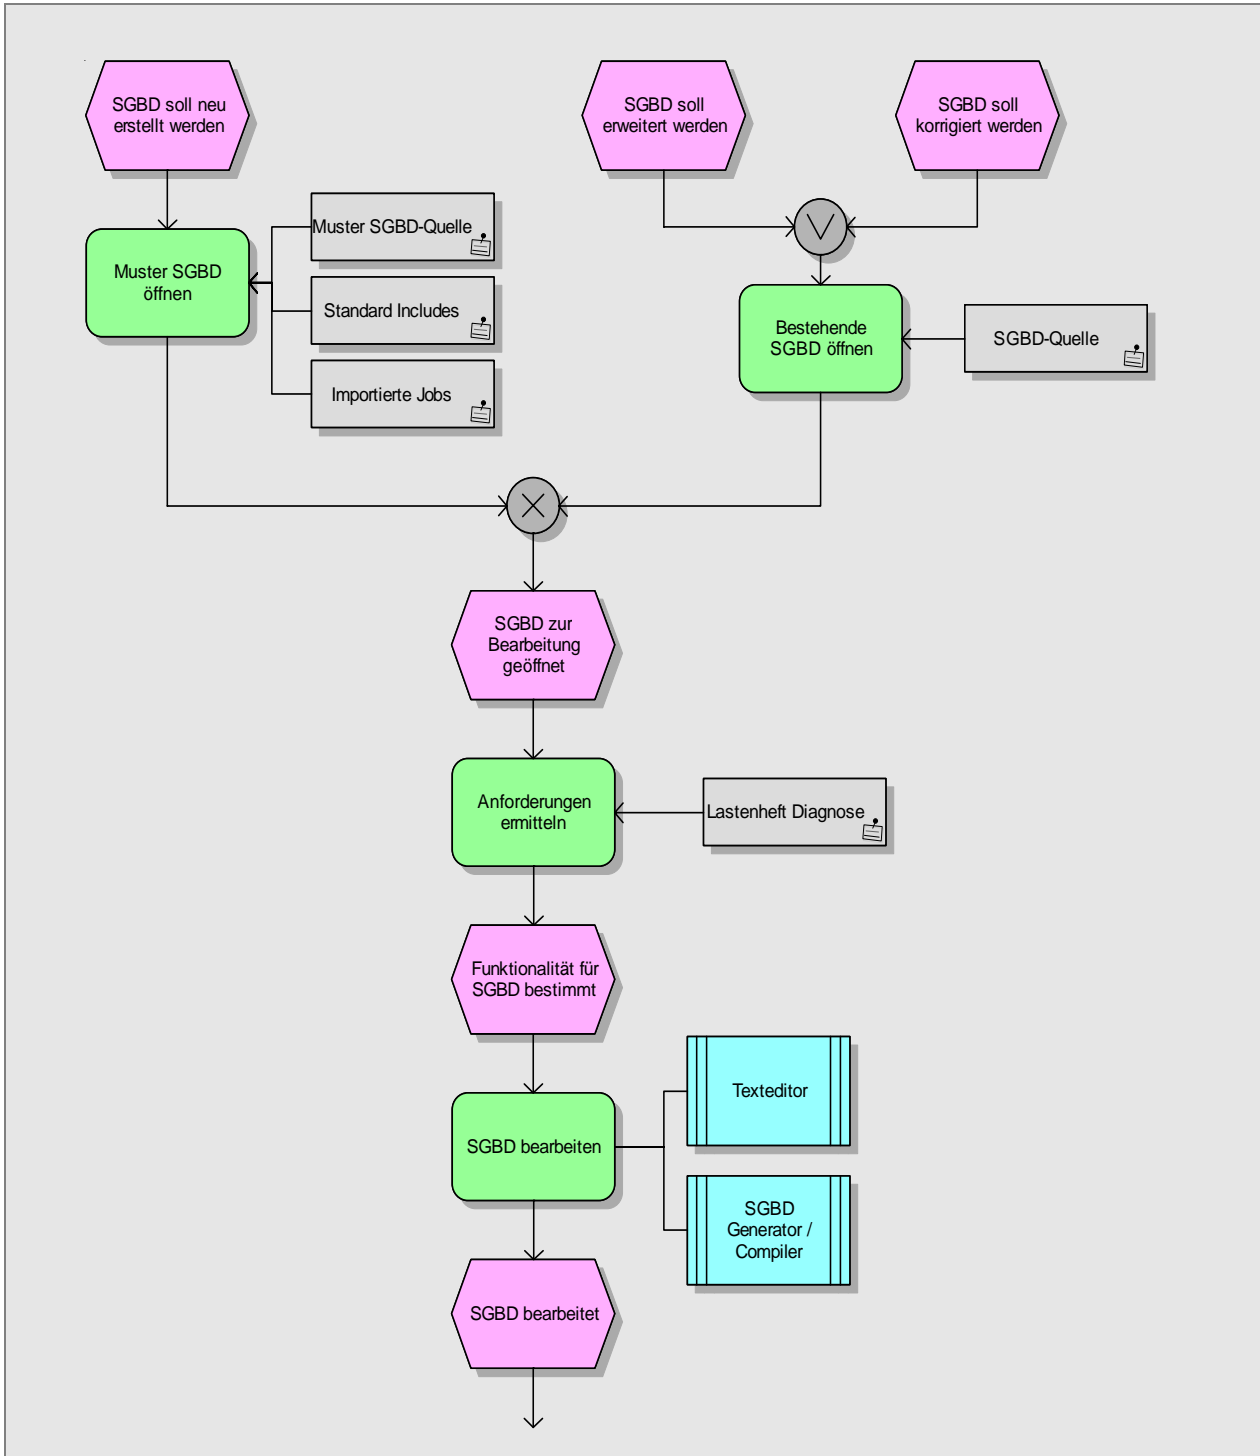 SGBD soll neu
erstellt werden
SGBD soll
erweitert werden
SGBD soll
korrigiert werden
Muster SGBD-Quelle
Muster SGBD
öffnen
Standard Includes
Importierte Jobs
Bestehende
SGBD öffnen
SGBD-Quelle
SGBD zur
Bearbeitung
geöffnet
Anforderungen
ermitteln
Lastenheft Diagnose
Funktionalität für
SGBD bestimmt
SGBD bearbeiten
Texteditor
SGBD
Generator /
Compiler
SGBD bearbeitet